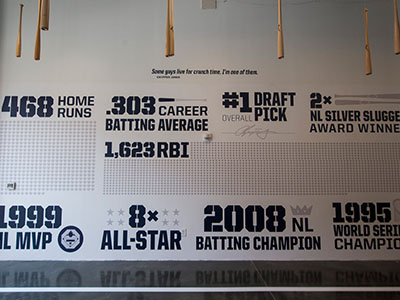 Some guys live for crunch time. I'm one of them.
468 HOME RUNS
.303 CAREER
BATTING AVERAGE
#1 DRAFT
OVERALL PICK
2×
NL SILVER SLUGGE
AWARD WINNE
1,623 RBI
1999
NL MVP
8×
ALL-STAR
2008 NL
BATTING CHAMPION
1995
WORLD SERIE
CHAMPIO